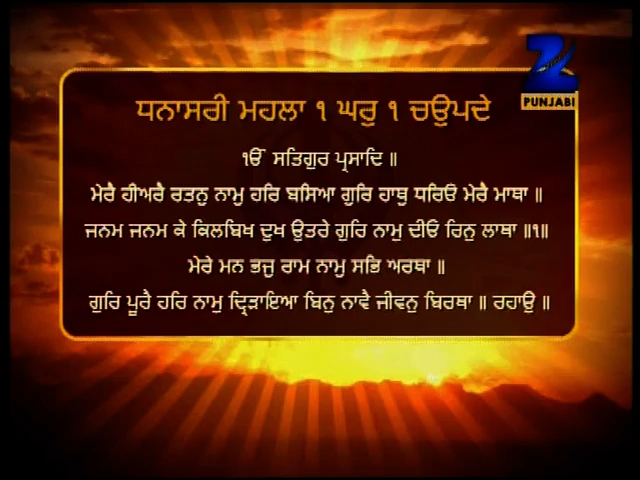 Z
PUNJABI
ਧਨਾਸਰੀ ਮਹਲਾ ੧ ਘਰੁ ੧ ਚਉਪਦੇ
ੴ ਸਤਿਗੁਰ ਪ੍ਰਸਾਦਿ ॥
ਮੇਰੈ ਹੀਅਰੈ ਰਤਨੁ ਨਾਮੁ ਹਰਿ ਬਸਿਆ ਗੁਰਿ ਹਾਥੁ ਧਰਿਓ ਮੇਰੈ ਮਾਥਾ ॥
ਜਨਮ ਜਨਮ ਕੇ ਕਿਲਬਿਖ ਦੁਖ ਉਤਰੇ ਗੁਰਿ ਨਾਮੁ ਦੀਓ ਰਿਨੁ ਲਾਥਾ ॥੧॥
ਮੇਰੇ ਮਨ ਭਜੁ ਰਾਮ ਨਾਮੁ ਸਭਿ ਅਰਥਾ ॥
ਗੁਰਿ ਪੂਰੈ ਹਰਿ ਨਾਮੁ ਦ੍ਰਿੜਾਇਆ ਬਿਨੁ ਨਾਵੈ ਜੀਵਨੁ ਬਿਰਥਾ ॥ ਰਹਾਉ ॥